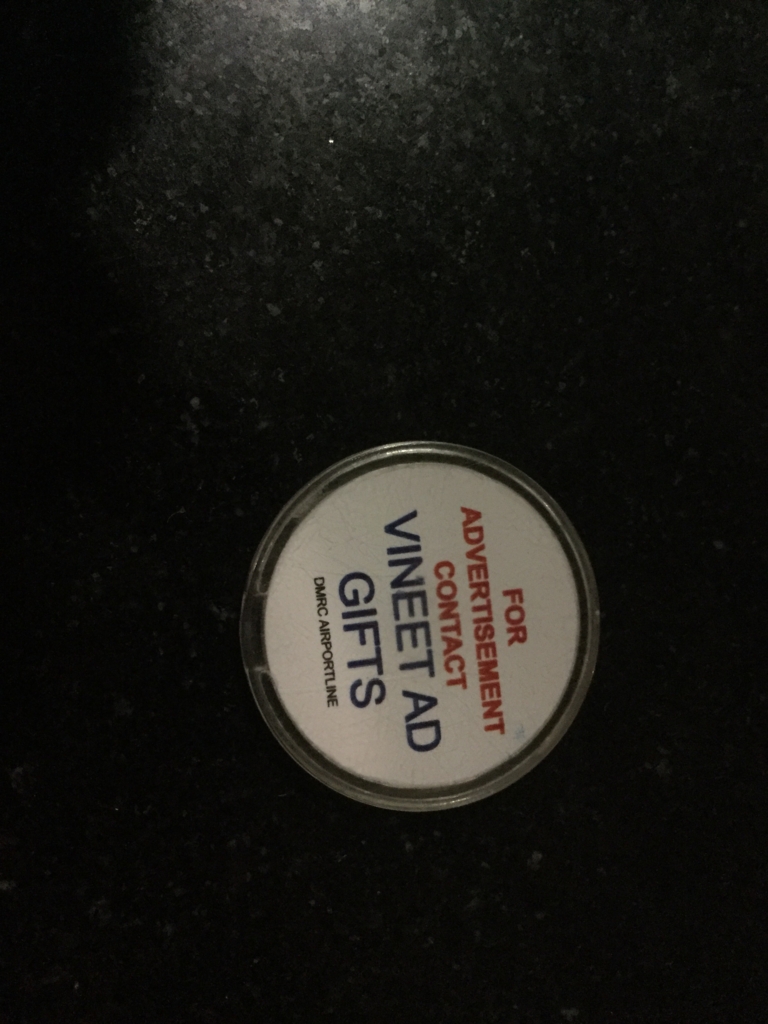 FOR
ADVERTISEMENT
CONTACT
VINEET AD
GIFTS
DMRC AIRPORTLINE